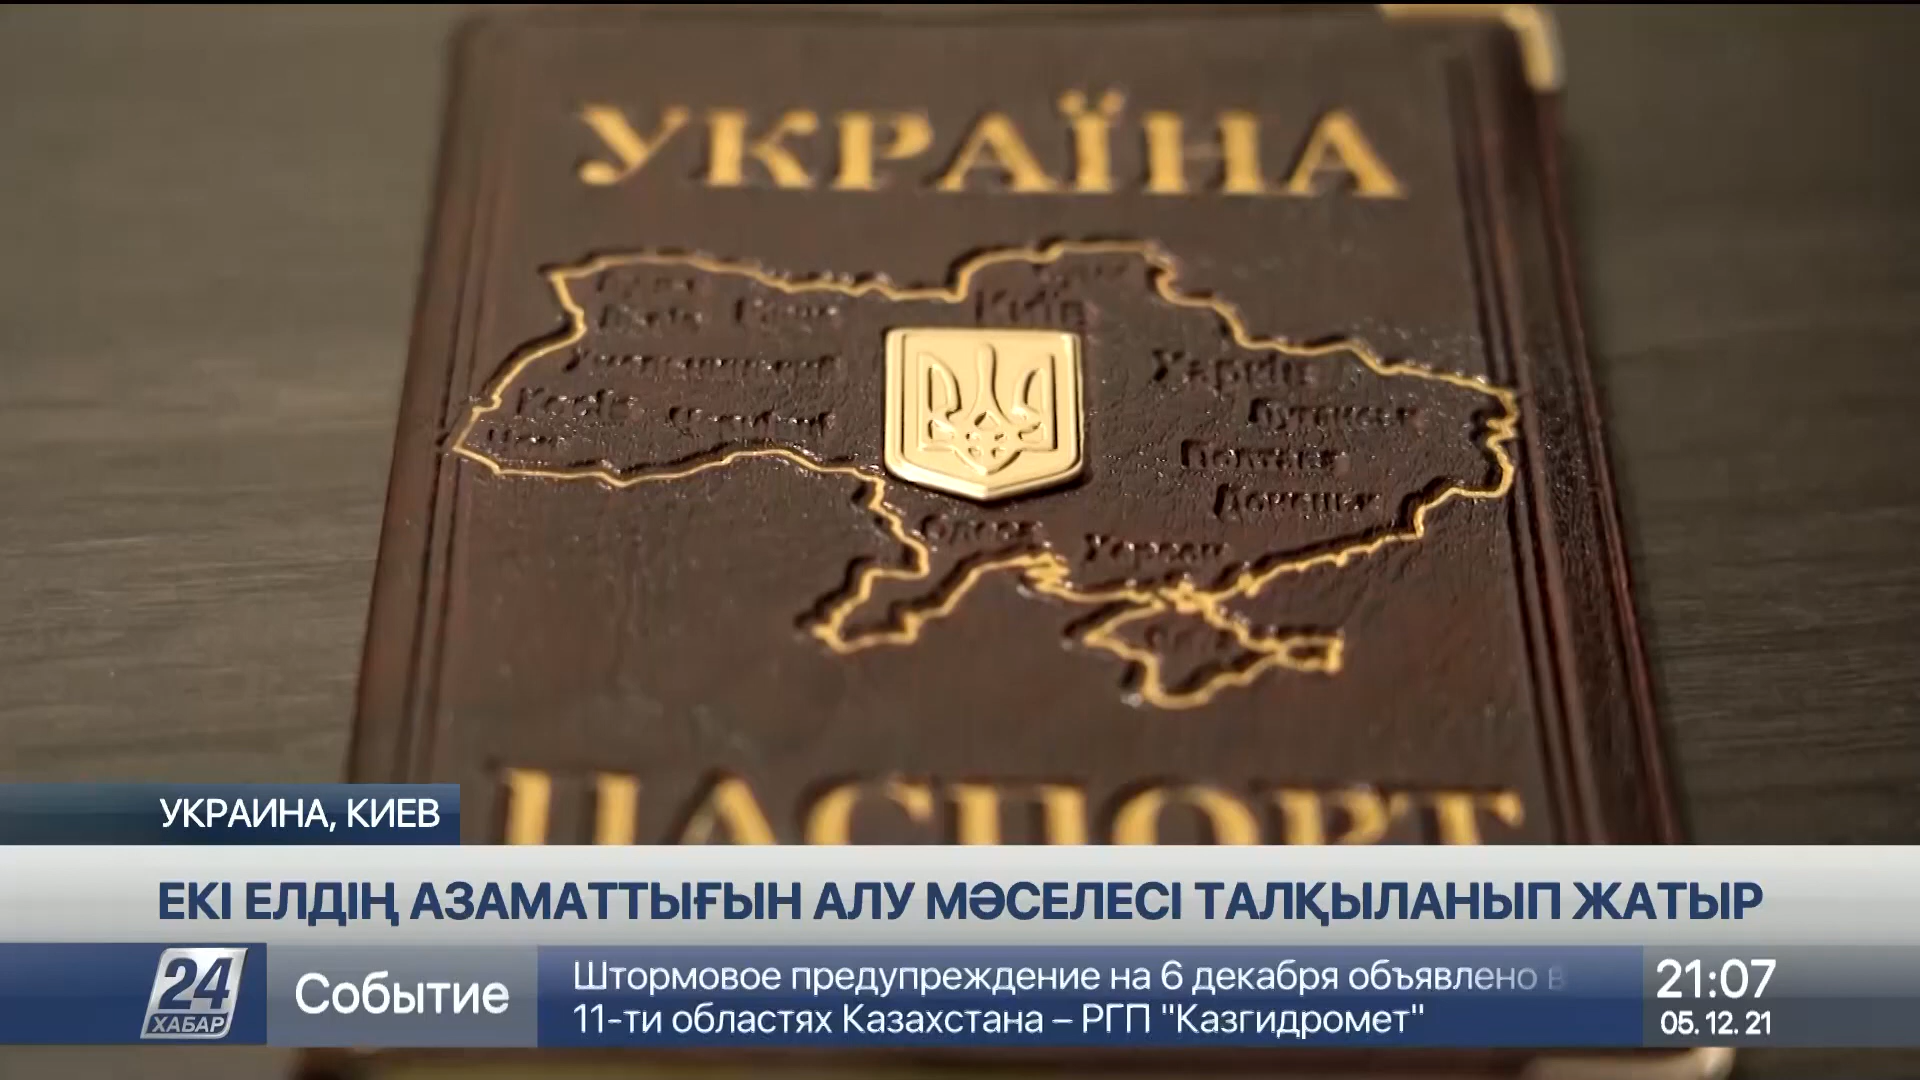 УКРАЇНА
КИЇВ
ОДЕСА
ПАСПОРТ
УКРАИНА, КИЕВ
ЕКІ ЕЛДІҢ АЗАМАТТЫҒЫН АЛУ МӘСЕЛЕСІ ТАЛҚЫЛАНЫП ЖАТЫР
24
ХАБАР
Событие
Штормовое предупреждение на 6 декабря объявлено в
11-ти областях Казахстана – РГП "Казгидромет"
21:07
05. 12. 21